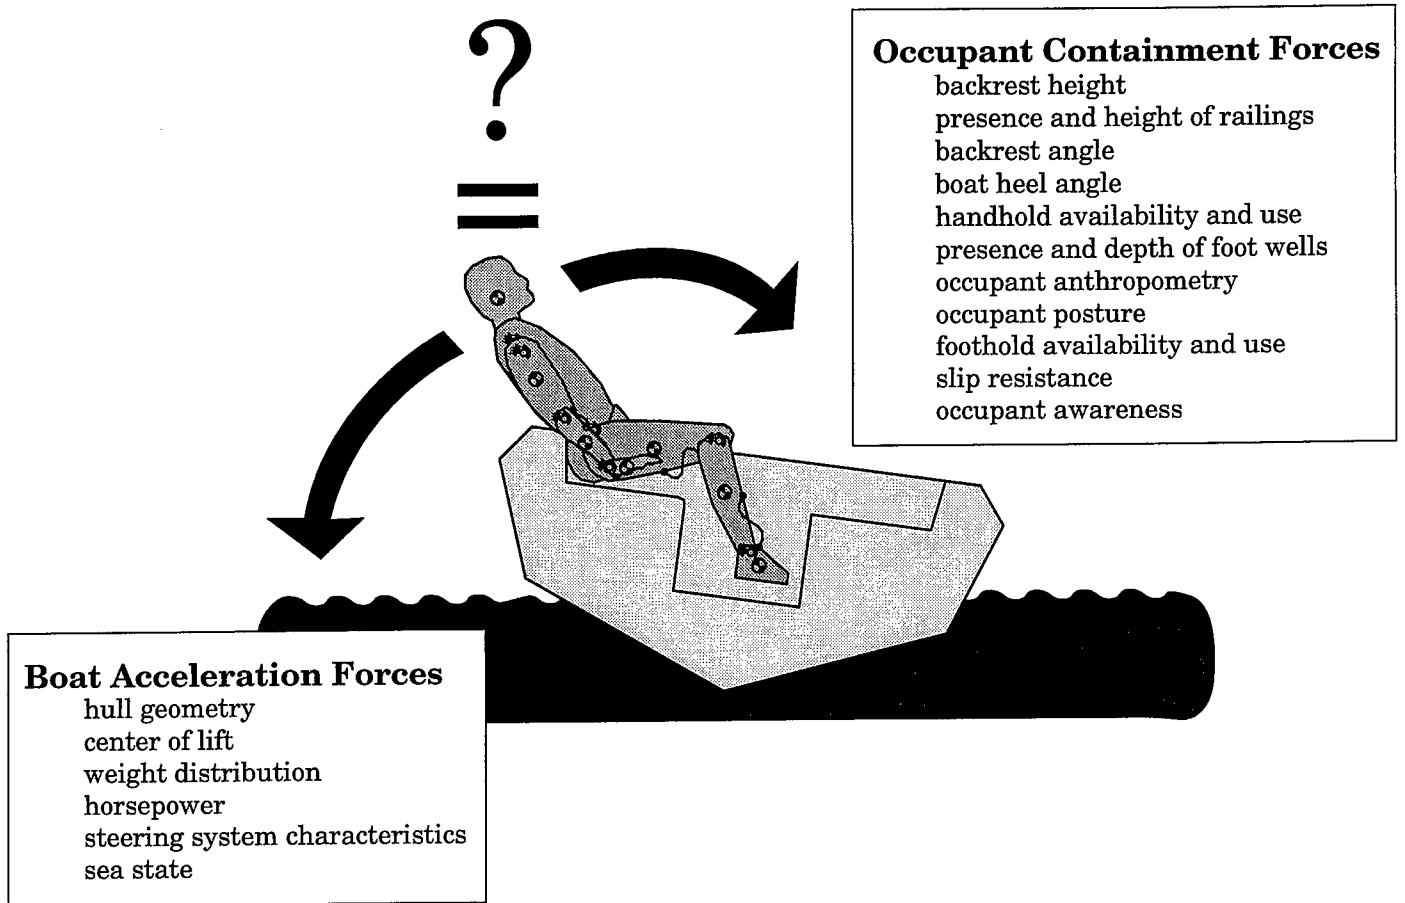 ?
=
Occupant Containment Forces
backrest height
presence and height of railings
backrest angle
boat heel angle
handhold availability and use
presence and depth of foot wells
occupant anthropometry
occupant posture
foothold availability and use
slip resistance
occupant awareness
Boat Acceleration Forces
hull geometry
center of lift
weight distribution
horsepower
steering system characteristics
sea state